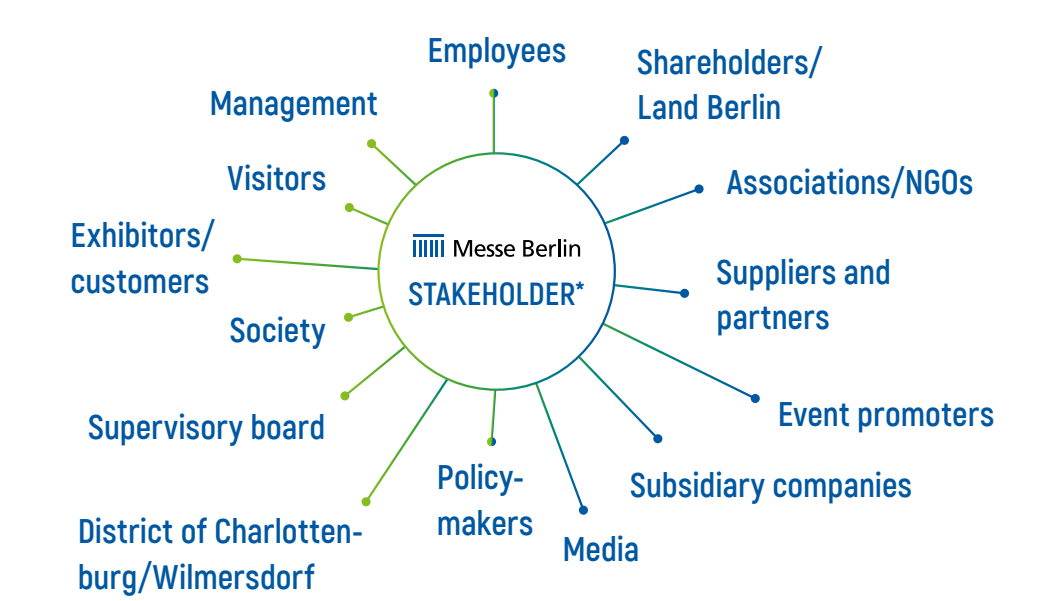 Employees
Shareholders/
Land Berlin
Management
Associations/NGOs
Visitors
Exhibitors/
customers
Messe Berlin
STAKEHOLDER*
Suppliers and
partners
Society
Event promoters
Supervisory board
Subsidiary companies
Policy-
makers
Media
District of Charlotten-
burg/Wilmersdorf